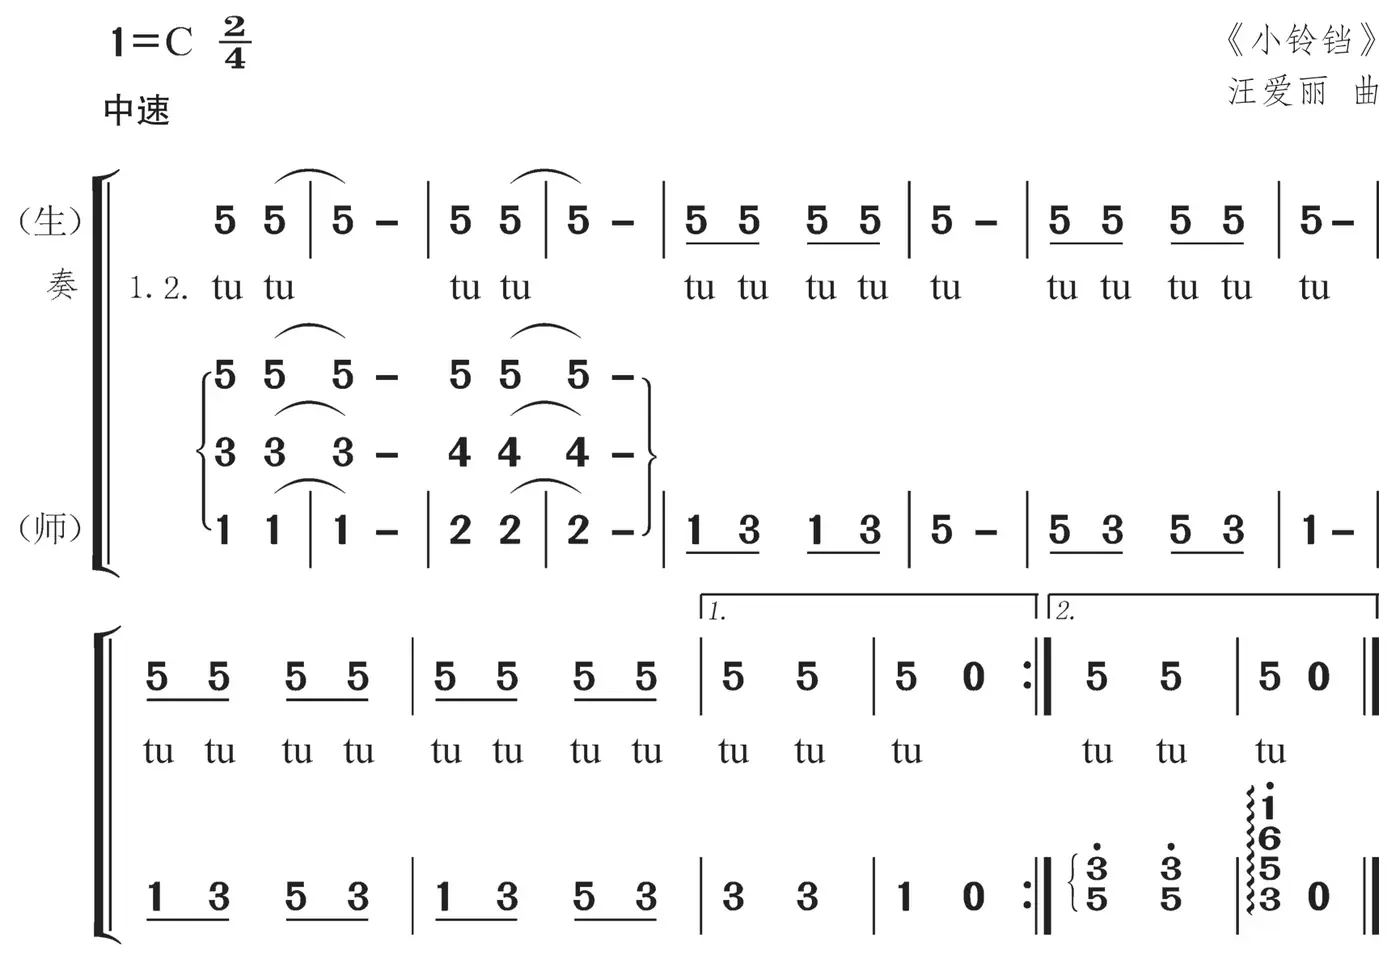 1=C 2/4
《小铃铛》
中速
汪爱丽 曲
(生) 5 5 | 5 – | 5 5 | 5 – | 5 5 5 5 | 5 – | 5 5 5 5 | 5 – |
奏 1.2. tu tu tu tu tu tu tu tu tu tu tu tu tu tu
5 5 5 – 5 5 5 –
3 3 3 – 4 4 4 –
(师) 1 1 | 1 – | 2 2 | 2 – | 1 3 1 3 | 5 – | 5 3 5 3 | 1 – |
1. 2.
5 5 5 5 | 5 5 5 5 | 5 5 | 5 0 :| 5 5 | 5 0 |
tu tu tu tu tu tu tu tu tu tu tu tu tu tu
1̇
6
3̇ 3̇ 5
1 3 5 3 | 1 3 5 3 | 3 3 | 1 0 :| 5 5 | 3 0 |